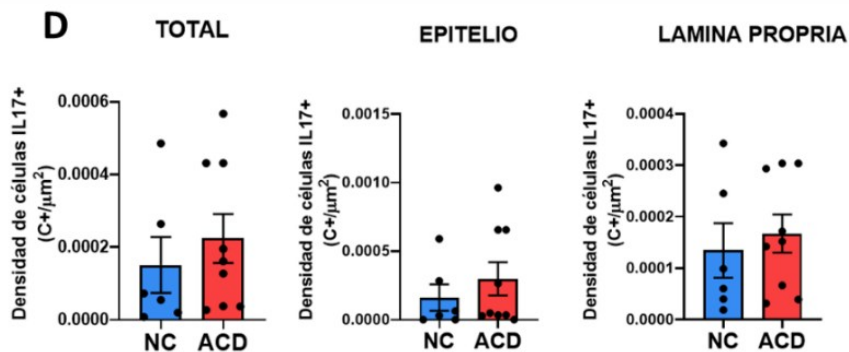 D
TOTAL
Densidad de células IL17+
(C+/μm²)
0.0006
0.0004
0.0002
0.0000
NC ACD
EPITELIO
Densidad de células IL17+
(C+/μm²)
0.0015
0.0010
0.0005
0.0000
NC ACD
LAMINA PROPRIA
Densidad de células IL17+
(C+/μm²)
0.0004
0.0003
0.0002
0.0001
0.0000
NC ACD